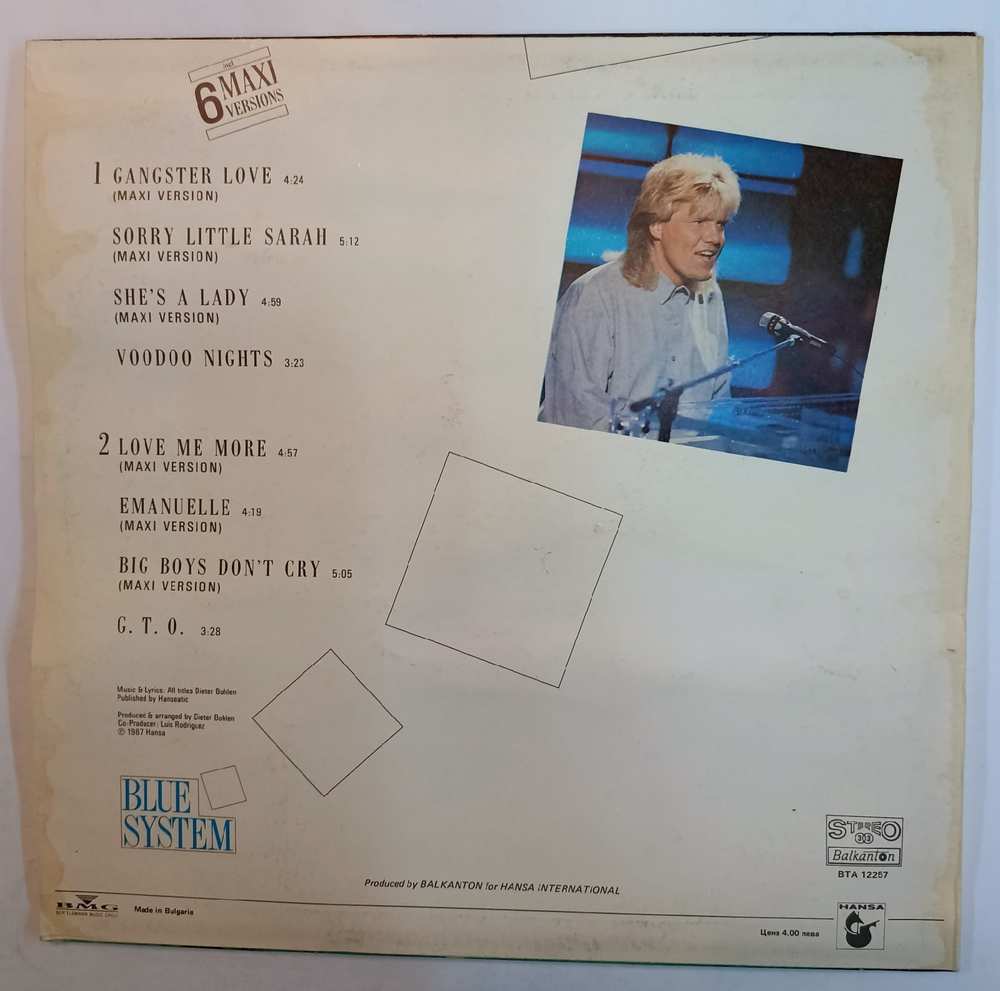 incl
6 MAXI
VERSIONS
1 GANGSTER LOVE 4:24
(MAXI VERSION)
SORRY LITTLE SARAH 5:12
(MAXI VERSION)
SHE'S A LADY 4:59
(MAXI VERSION)
VOODOO NIGHTS 3:23
2 LOVE ME MORE 4:57
(MAXI VERSION)
EMANUELLE 4:19
(MAXI VERSION)
BIG BOYS DON'T CRY 5:05
(MAXI VERSION)
G. T. O. 3:28
Music & Lyrics: All titles Dieter Bohlen
Published by Hanseatic
Produced & arranged by Dieter Bohlen
Co-Producer: Luis Rodriguez
℗ 1987 Hansa
BLUE
SYSTEM
STEREO
33
Balkanton
BTA 12257
Produced by BALKANTON for HANSA INTERNATIONAL
BMG
BERTELSMANN MUSIC GROUP
Made in Bulgaria
Цена 4.00 лева
HANSA